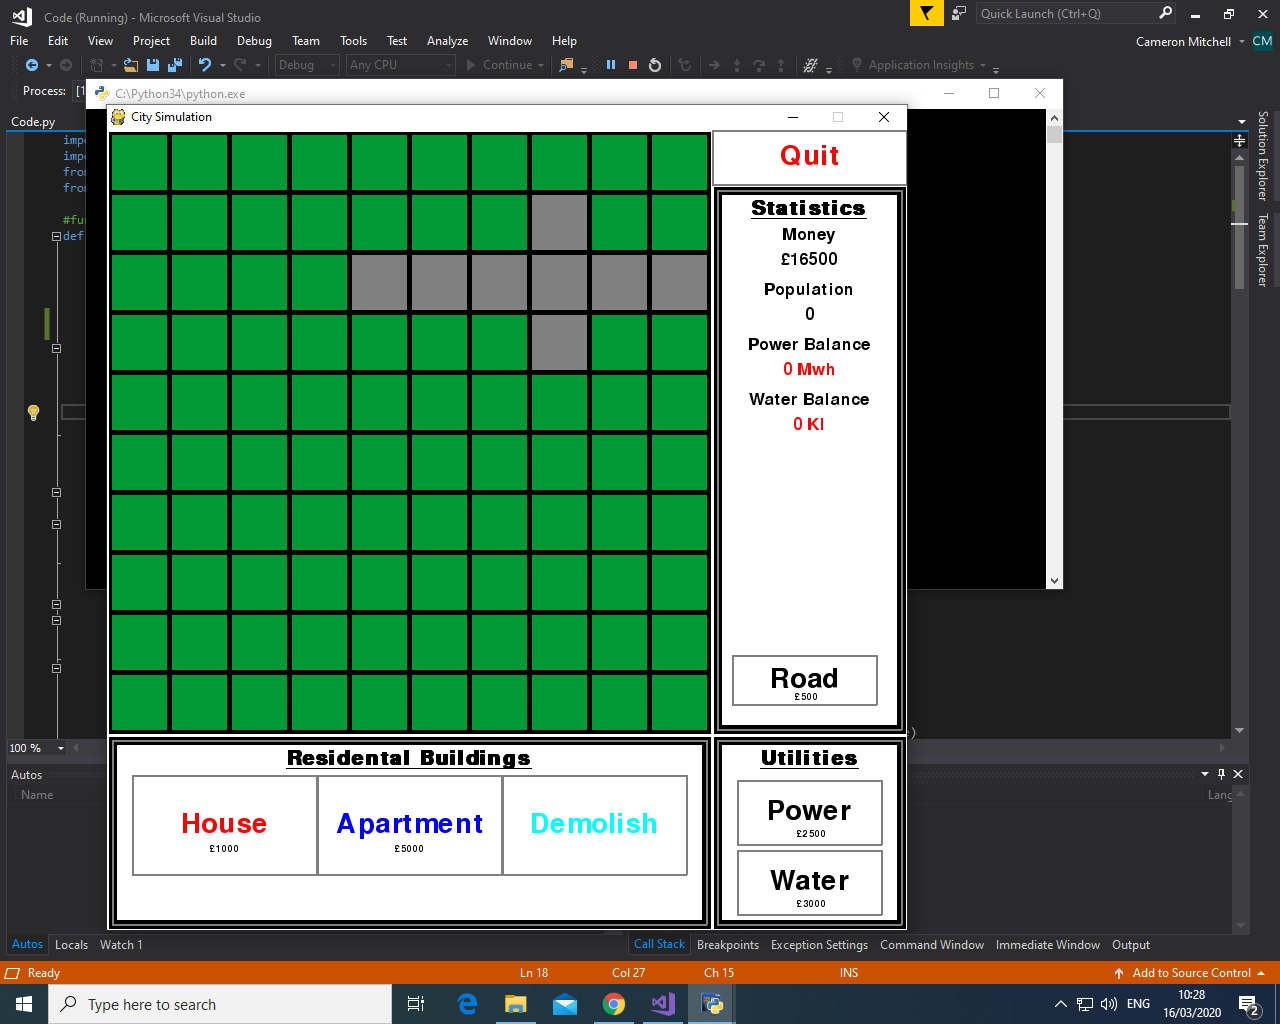 Code (Running) - Microsoft Visual Studio
Quick Launch (Ctrl+Q)
File Edit View Project Build Debug Team Tools Test Analyze Window Help
Cameron Mitchell CM
Debug Any CPU Continue Application Insights
Process: [1
C:\Python34\python.exe
Code.py
City Simulation
impo
impo
from
from
#fun
def
Quit
Statistics
Money
£16500
Population
0
Power Balance
0 Mwh
Water Balance
0 Kl
Road
£500
Residental Buildings
House
£1000
Apartment
£5000
Demolish
Utilities
Power
£2500
Water
£3000
Solution Explorer
Team Explorer
100 %
Autos
Name
Lang
Autos Locals Watch 1
Call Stack Breakpoints Exception Settings Command Window Immediate Window Output
Ready
Ln 18
Col 27
Ch 15
INS
Add to Source Control
Type here to search
ENG
10:28
16/03/2020
2